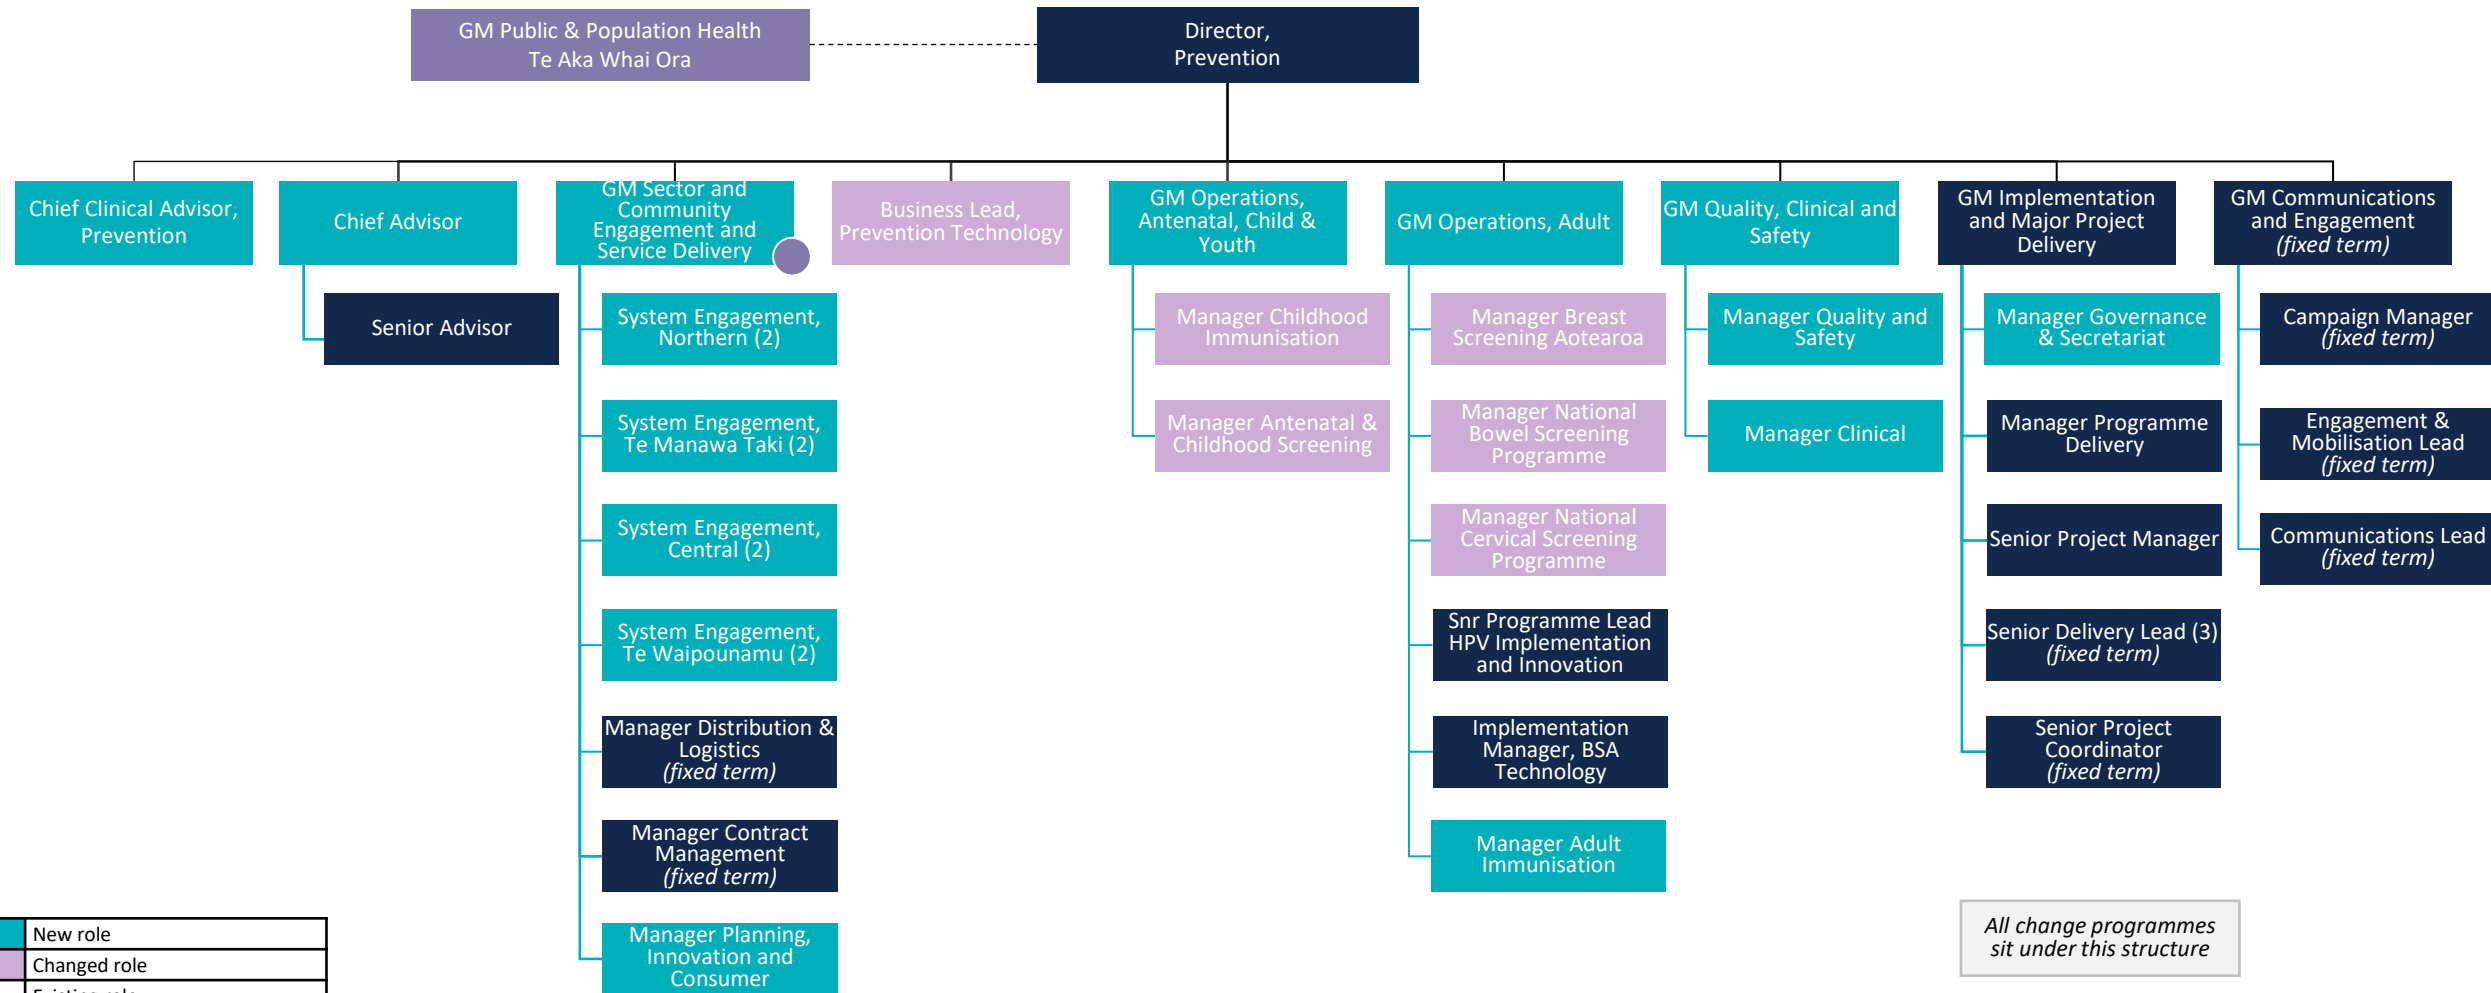 GM Public & Population Health
Te Aka Whai Ora
Director,
Prevention
Chief Clinical Advisor,
Prevention
Chief Advisor
GM Sector and
Community
Engagement and
Service Delivery
Business Lead,
Prevention Technology
GM Operations,
Antenatal, Child &
Youth
GM Operations, Adult
GM Quality, Clinical and
Safety
GM Implementation
and Major Project
Delivery
GM Communications
and Engagement
(fixed term)
Senior Advisor
System Engagement,
Northern (2)
System Engagement,
Te Manawa Taki (2)
System Engagement,
Central (2)
System Engagement,
Te Waipounamu (2)
Manager Distribution &
Logistics
(fixed term)
Manager Contract
Management
(fixed term)
Manager Planning,
Innovation and
Consumer
Manager Childhood
Immunisation
Manager Antenatal &
Childhood Screening
Manager Breast
Screening Aotearoa
Manager National
Bowel Screening
Programme
Manager National
Cervical Screening
Programme
Snr Programme Lead
HPV Implementation
and Innovation
Implementation
Manager, BSA
Technology
Manager Adult
Immunisation
Manager Quality and
Safety
Manager Clinical
Manager Governance
& Secretariat
Manager Programme
Delivery
Senior Project Manager
Senior Delivery Lead (3)
(fixed term)
Senior Project
Coordinator
(fixed term)
Campaign Manager
(fixed term)
Engagement &
Mobilisation Lead
(fixed term)
Communications Lead
(fixed term)
All change programmes
sit under this structure
New role
Changed role